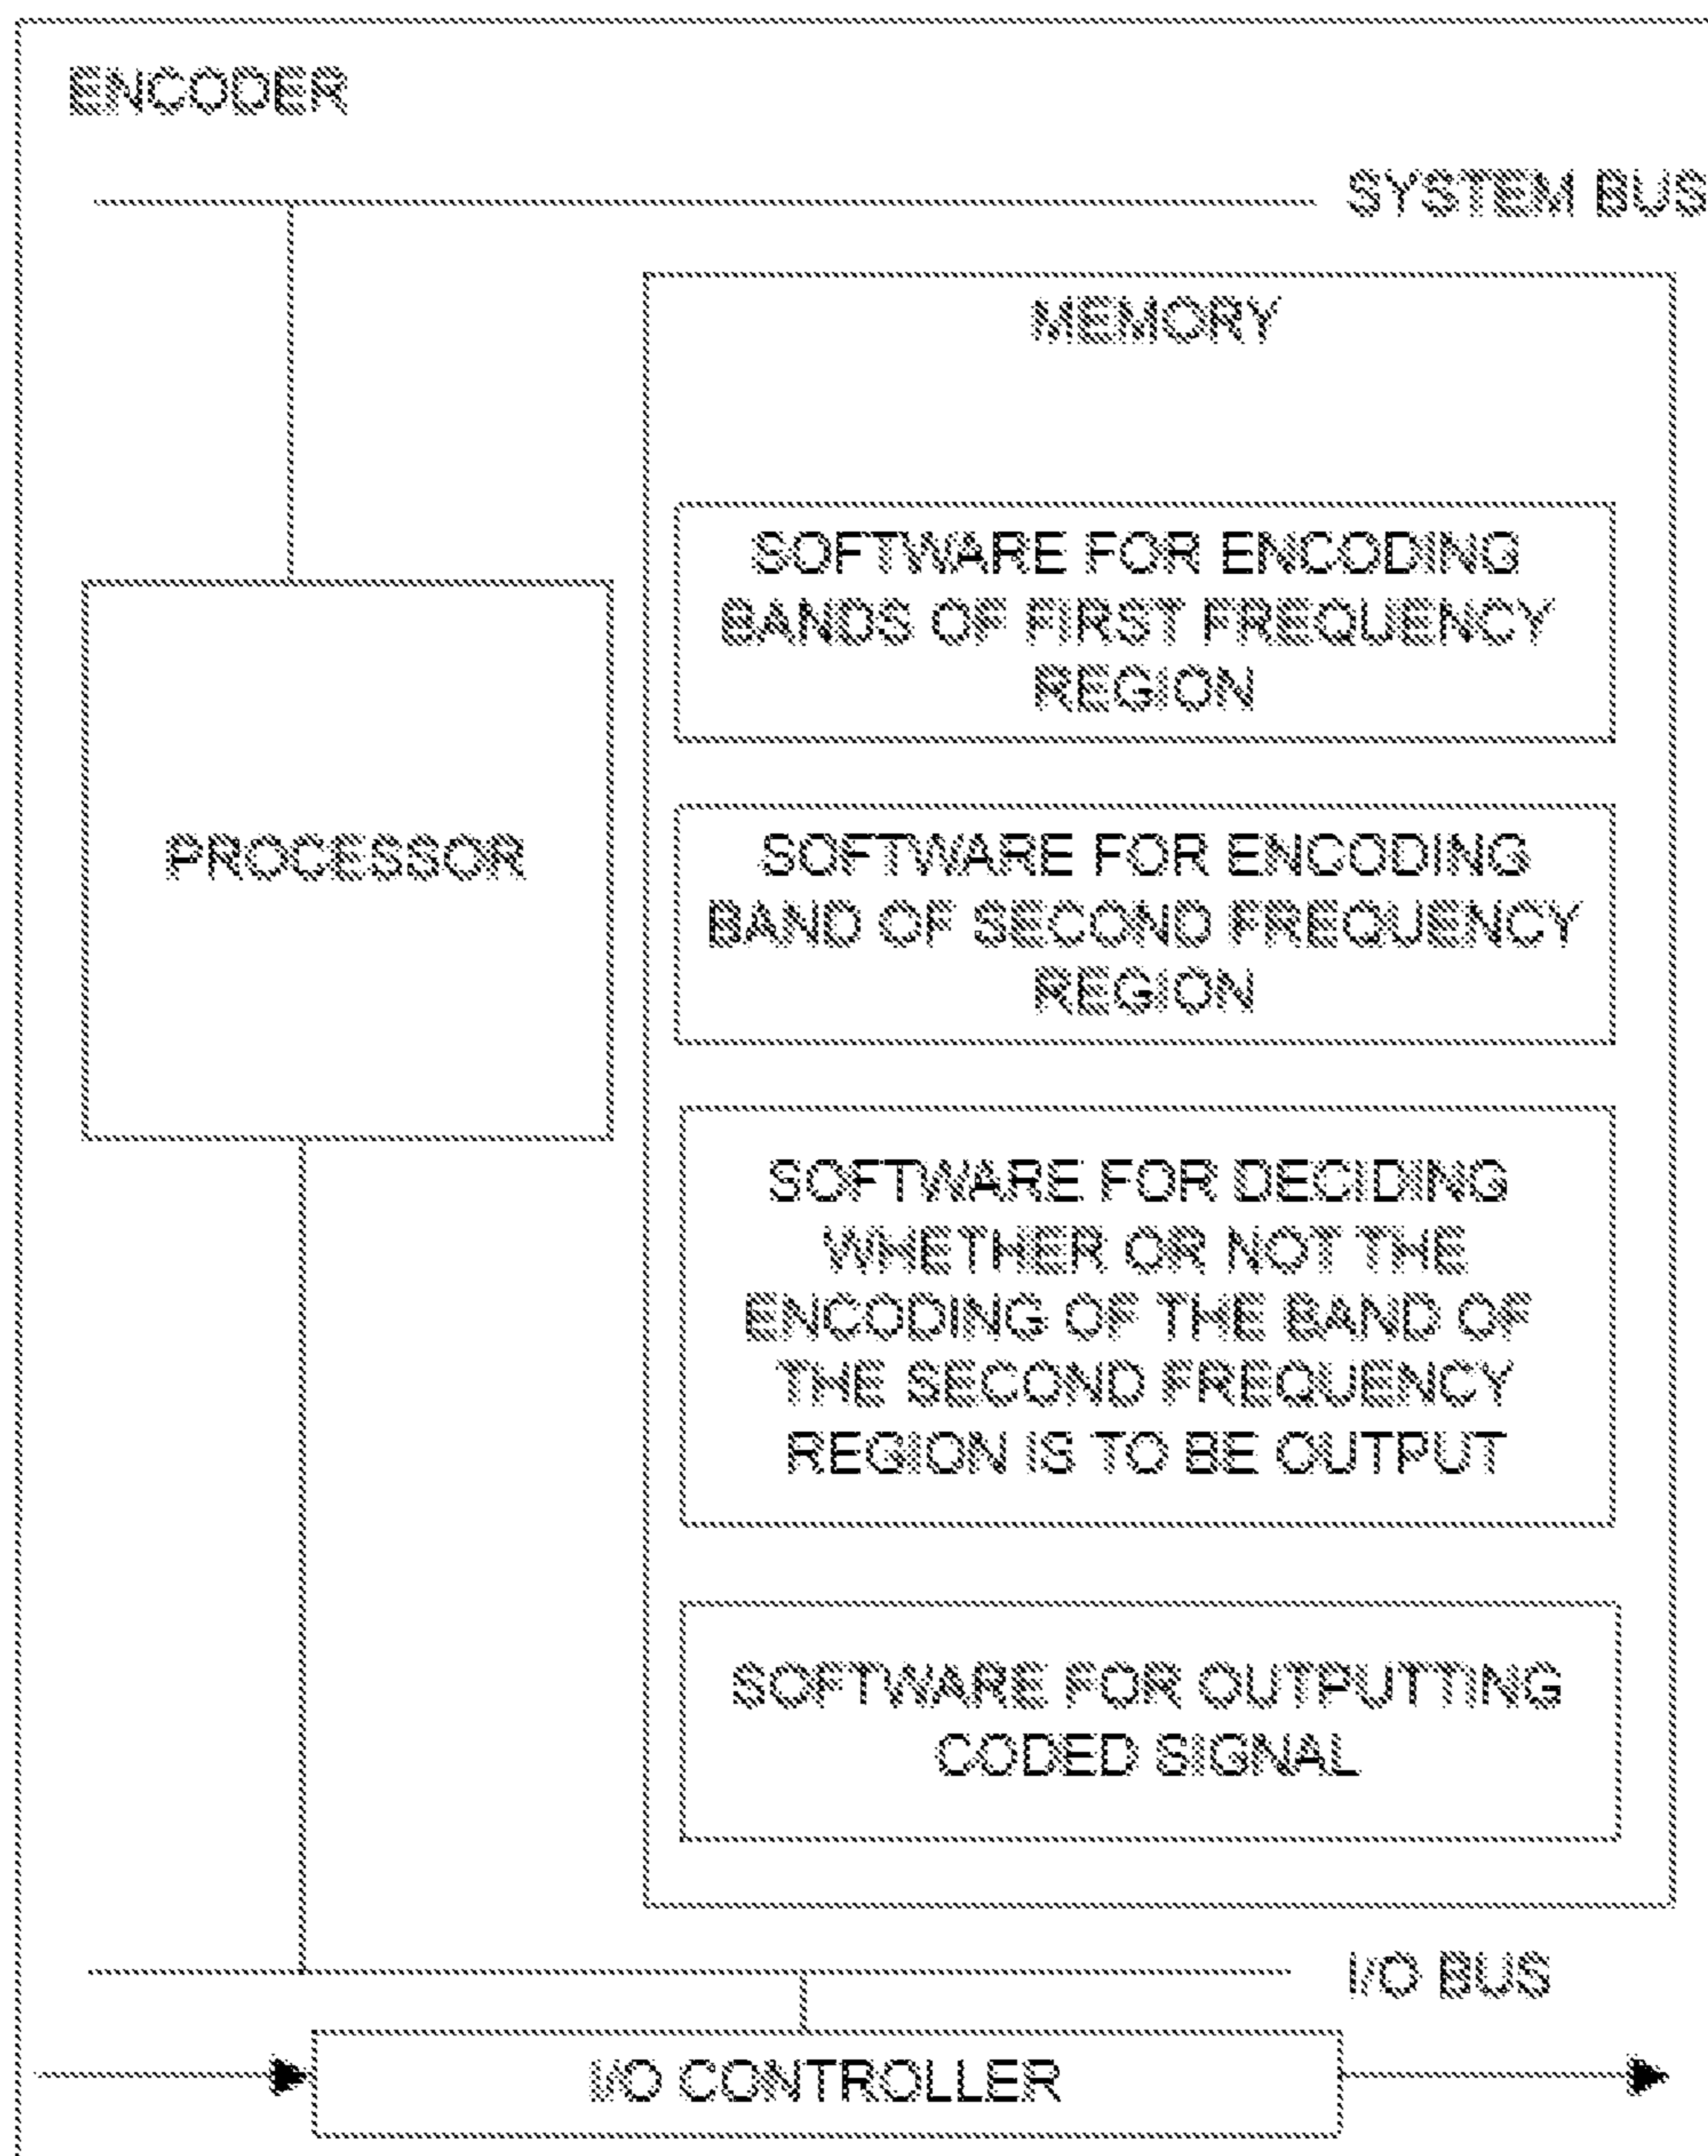 ENCODER
SYSTEM BUS
MEMORY
SOFTWARE FOR ENCODING
BANDS OF FIRST FREQUENCY
REGION
PROCESSOR
SOFTWARE FOR ENCODING
BAND OF SECOND FREQUENCY
REGION
SOFTWARE FOR DECIDING
WHETHER OR NOT THE
ENCODING OF THE BAND OF
THE SECOND FREQUENCY
REGION IS TO BE OUTPUT
SOFTWARE FOR OUTPUTTING
CODED SIGNAL
I/O BUS
I/O CONTROLLER